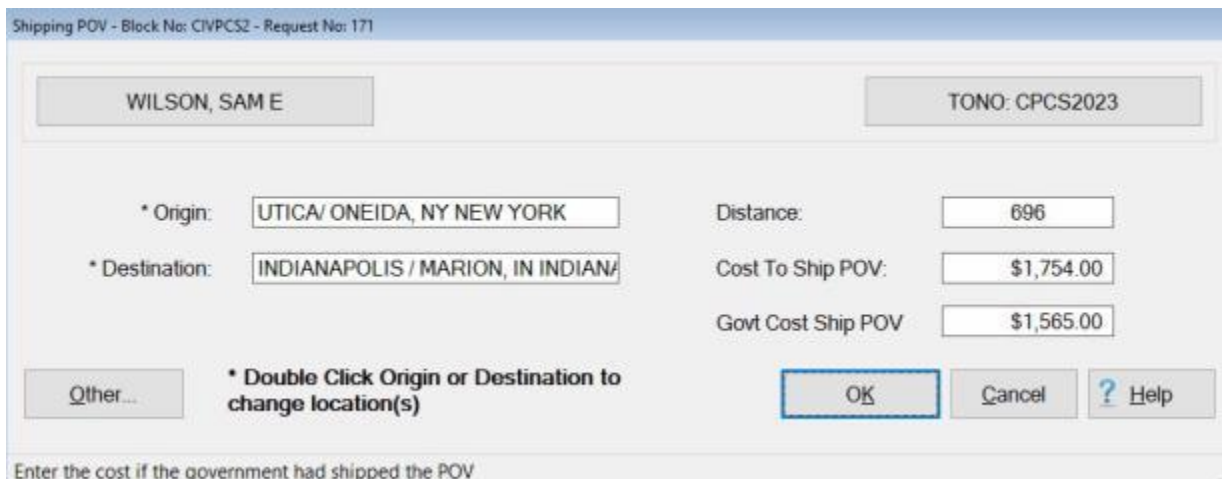 Shipping POV - Block No: CIVPCS2 - Request No: 171
WILSON, SAM E
TONO: CPCS2023
* Origin:
UTICA/ ONEIDA, NY NEW YORK
Distance:
696
* Destination:
INDIANAPOLIS / MARION, IN INDIANA
Cost To Ship POV:
$1,754.00
Govt Cost Ship POV
$1,565.00
Other...
* Double Click Origin or Destination to
change location(s)
OK
Cancel
? Help
Enter the cost if the government had shipped the POV